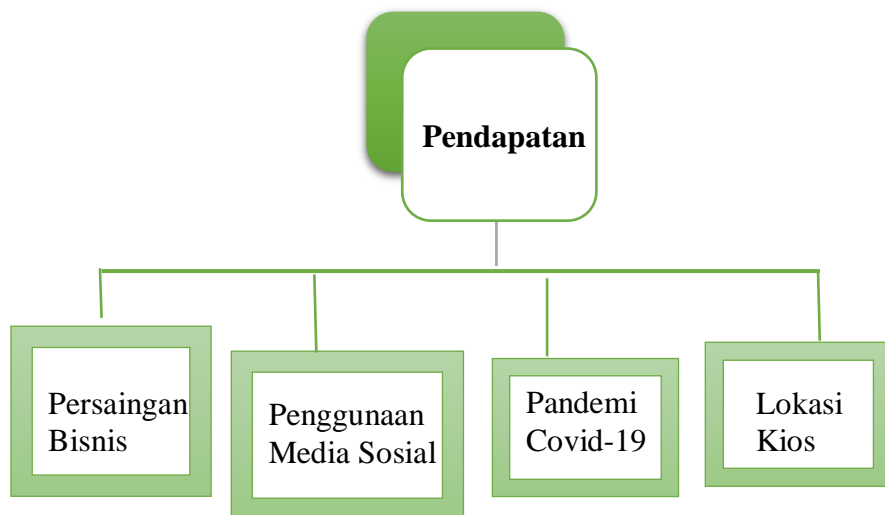 Pendapatan
Persaingan
Bisnis
Penggunaan
Media Sosial
Pandemi
Covid-19
Lokasi
Kios